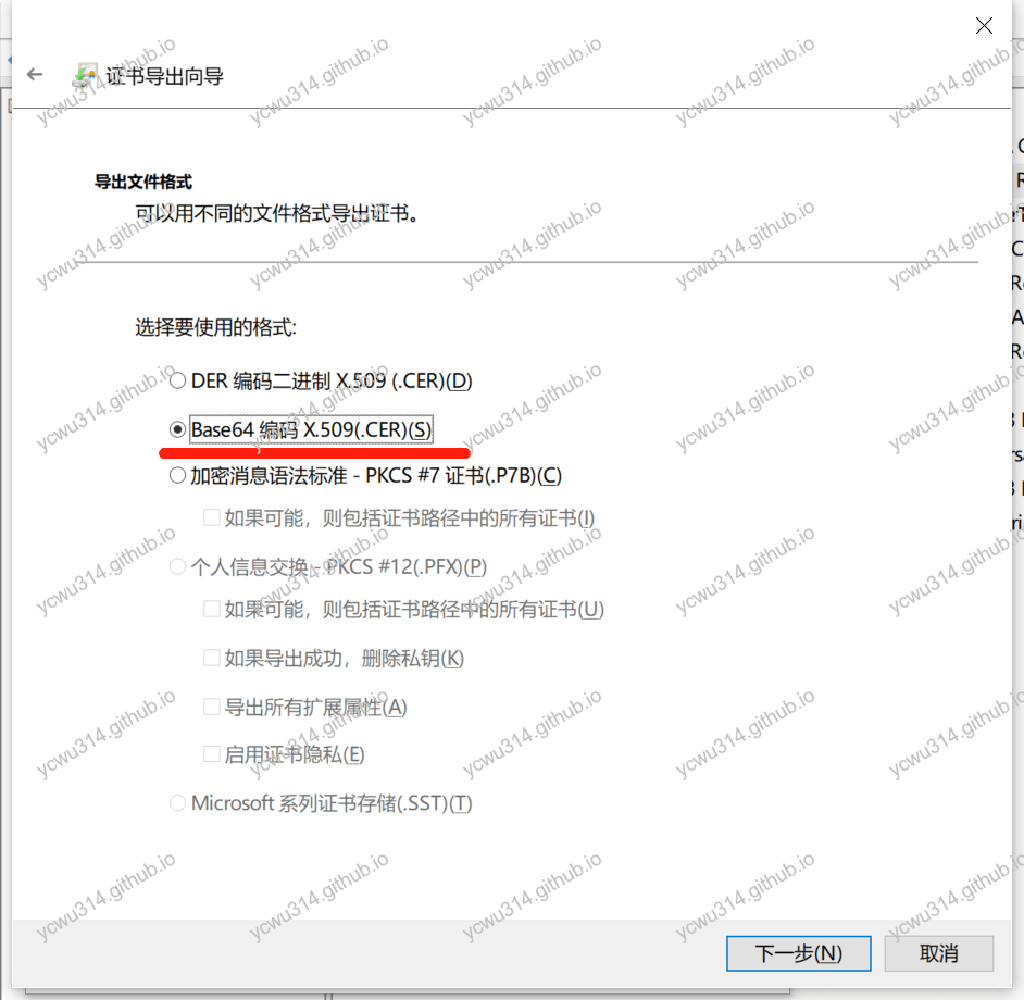 证书导出向导
导出文件格式
可以用不同的文件格式导出证书。
选择要使用的格式:
DER 编码二进制 X.509 (.CER)(D)
Base64 编码 X.509(.CER)(S)
加密消息语法标准 - PKCS #7 证书(.P7B)(C)
如果可能，则包括证书路径中的所有证书(I)
个人信息交换 - PKCS #12(.PFX)(P)
如果可能，则包括证书路径中的所有证书(U)
如果导出成功，删除私钥(K)
导出所有扩展属性(A)
启用证书隐私(E)
Microsoft 系列证书存储(.SST)(T)
下一步(N)
取消
ycwu314.github.io